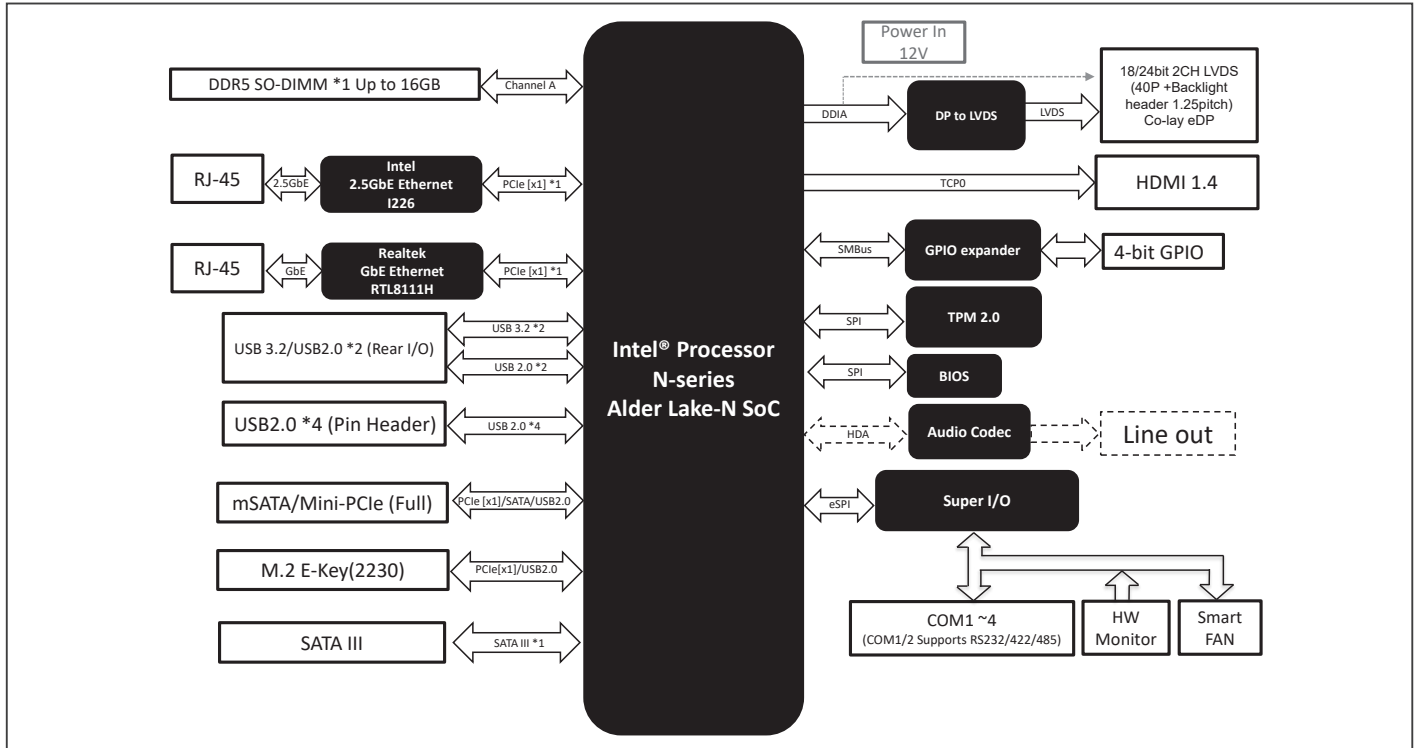 Power In
12V
DDR5 SO-DIMM *1 Up to 16GB
Channel A
DDIA
DP to LVDS
LVDS
18/24bit 2CH LVDS
(40P +Backlight
header 1.25pitch)
Co-lay eDP
RJ-45
2.5GbE
Intel
2.5GbE Ethernet
I226
PCIe [x1] *1
TCP0
HDMI 1.4
RJ-45
GbE
Realtek
GbE Ethernet
RTL8111H
PCIe [x1] *1
SMBus
GPIO expander
4-bit GPIO
USB 3.2/USB2.0 *2 (Rear I/O)
USB 3.2 *2
USB 2.0 *2
SPI
TPM 2.0
Intel® Processor
N-series
Alder Lake-N SoC
SPI
BIOS
USB2.0 *4 (Pin Header)
USB 2.0 *4
HDA
Audio Codec
Line out
mSATA/Mini-PCIe (Full)
PCIe [x1]/SATA/USB2.0
eSPI
Super I/O
M.2 E-Key(2230)
PCIe[x1]/USB2.0
SATA III
SATA III *1
COM1 ~4
(COM1/2 Supports RS232/422/485)
HW
Monitor
Smart
FAN